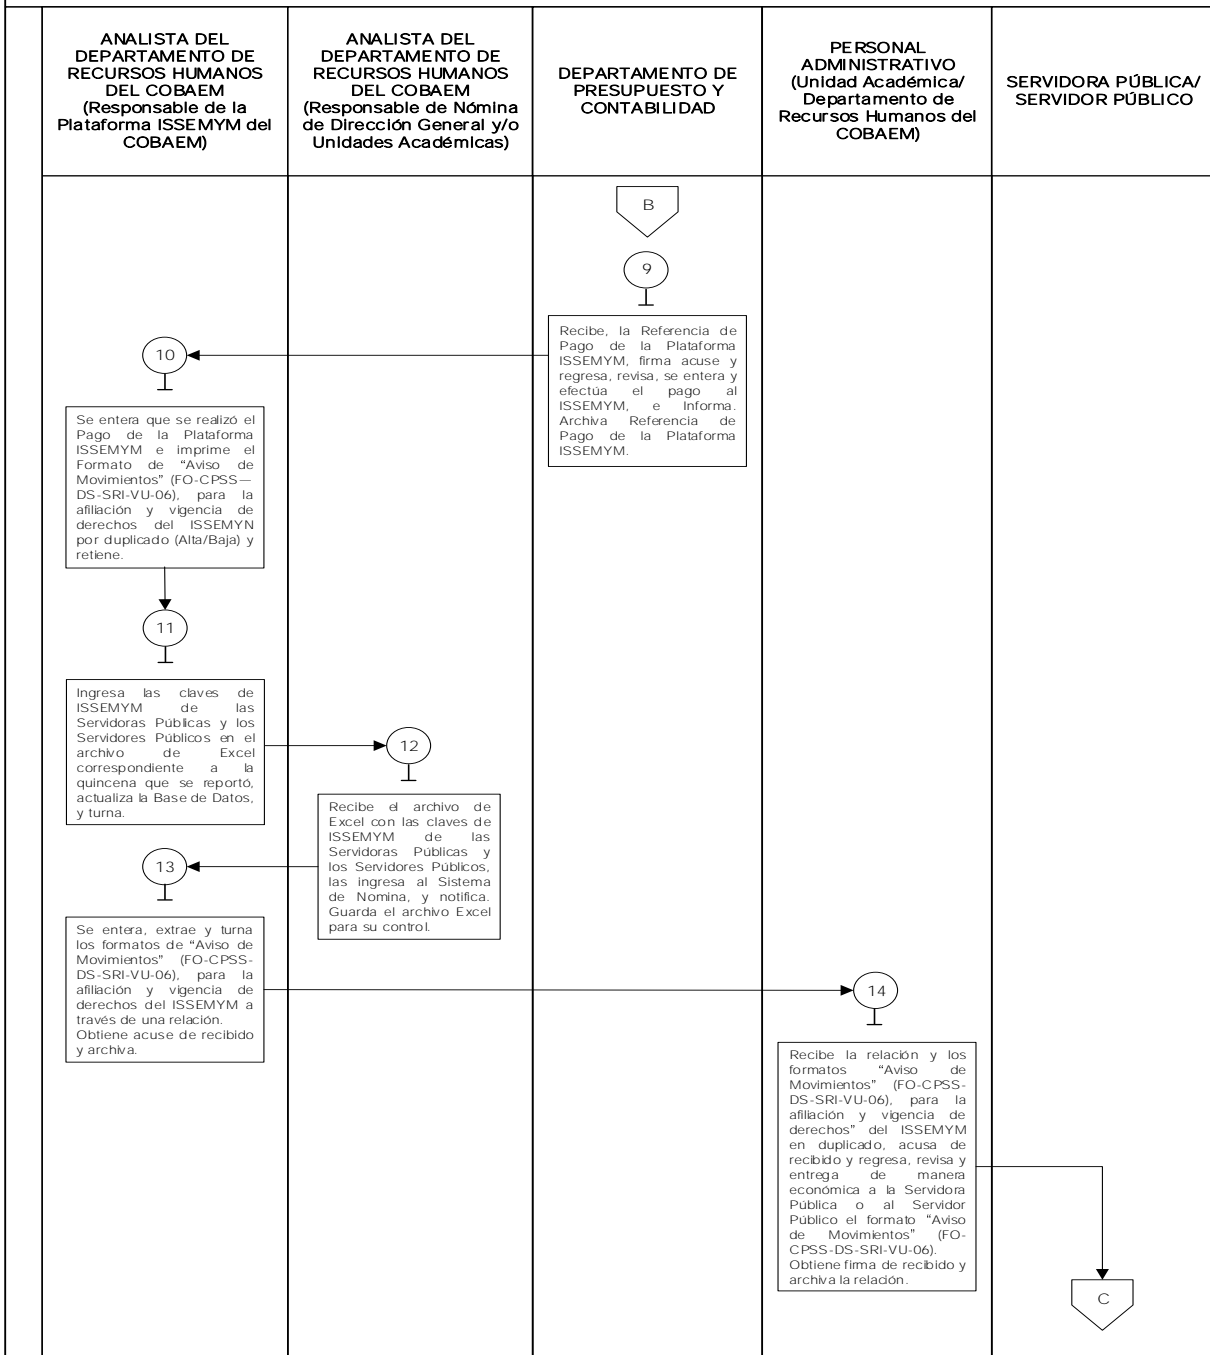 ANALISTA DEL
DEPARTAMENTO DE
RECURSOS HUMANOS
DEL COBAEM
(Responsable de la
Plataforma ISSEMYM del
COBAEM)
ANALISTA DEL
DEPARTAMENTO DE
RECURSOS HUMANOS
DEL COBAEM
(Responsable de Nómina
de Dirección General y/o
Unidades Académicas)
DEPARTAMENTO DE
PRESUPUESTO Y
CONTABILIDAD
PERSONAL
ADMINISTRATIVO
(Unidad Académica/
Departamento de
Recursos Humanos del
COBAEM)
SERVIDORA PÚBLICA/
SERVIDOR PÚBLICO
B
9
Recibe, la Referencia de
Pago de la Plataforma
ISSEMYM, firma acuse y
regresa, revisa, se entera y
efectúa el pago al
ISSEMYM, e Informa.
Archiva Referencia de
Pago de la Plataforma
ISSEMYM.
10
Se entera que se realizó el
Pago de la Plataforma
ISSEMYM e imprime el
Formato de “Aviso de
Movimientos” (FO-CPSS—
DS-SRI-VU-06), para la
afiliación y vigencia de
derechos del ISSEMYN
por duplicado (Alta/Baja) y
retiene.
11
Ingresa las claves de
ISSEMYM de las
Servidoras Públicas y los
Servidores Públicos en el
archivo de Excel
correspondiente a la
quincena que se reportó,
actualiza la Base de Datos,
y turna.
12
Recibe el archivo de
Excel con las claves de
ISSEMYM de las
Servidoras Públicas y
los Servidores Públicos,
las ingresa al Sistema
de Nomina, y notifica.
Guarda el archivo Excel
para su control.
13
Se entera, extrae y turna
los formatos de “Aviso de
Movimientos” (FO-CPSS-
DS-SRI-VU-06), para la
afiliación y vigencia de
derechos del ISSEMYM a
través de una relación.
Obtiene acuse de recibido
y archiva.
14
Recibe la relación y los
formatos “Aviso de
Movimientos” (FO-CPSS-
DS-SRI-VU-06), para la
afiliación y vigencia de
derechos” del ISSEMYM
en duplicado, acusa de
recibido y regresa, revisa y
entrega de manera
económica a la Servidora
Pública o al Servidor
Público el formato “Aviso
de Movimientos” (FO-
CPSS-DS-SRI-VU-06).
Obtiene firma de recibido y
archiva la relación.
C